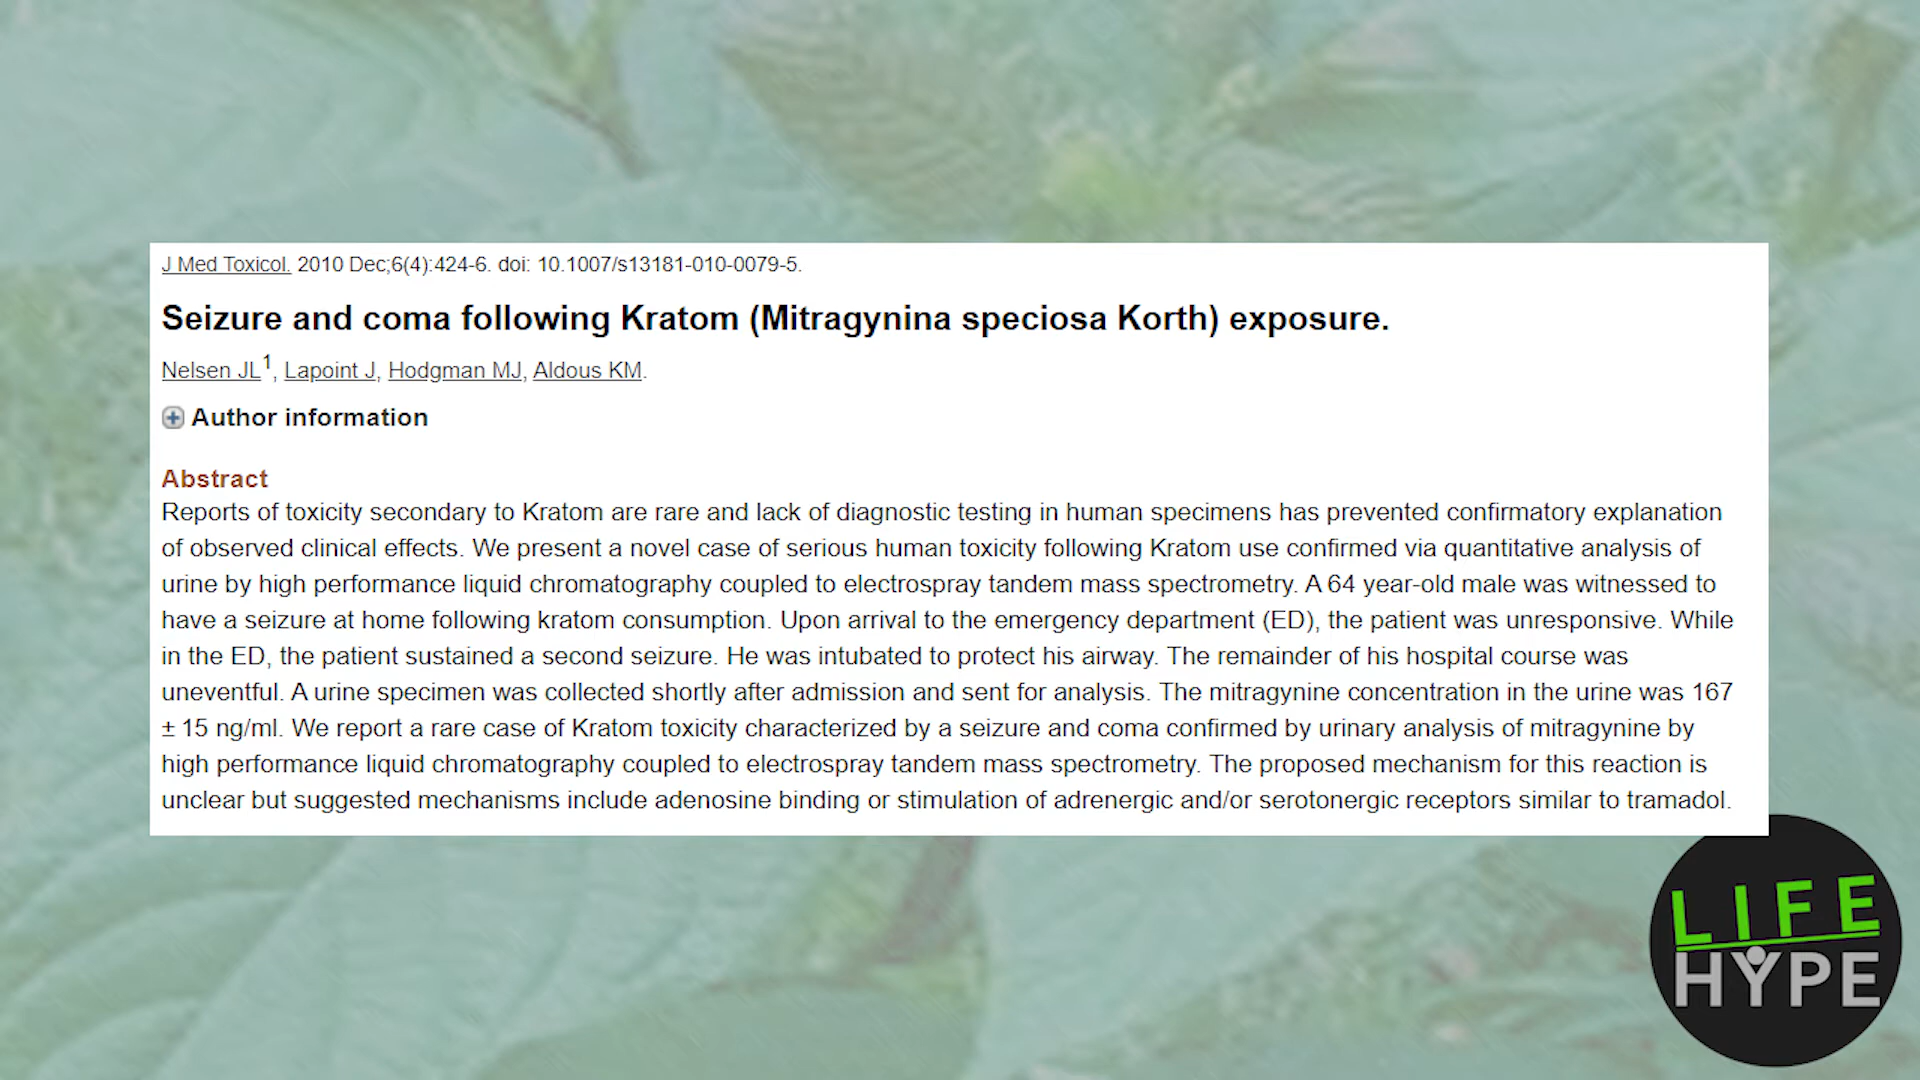 J Med Toxicol. 2010 Dec;6(4):424-6. doi: 10.1007/s13181-010-0079-5.
Seizure and coma following Kratom (Mitragynina speciosa Korth) exposure.
Nelsen JL1, Lapoint J, Hodgman MJ, Aldous KM.
Author information
Abstract
Reports of toxicity secondary to Kratom are rare and lack of diagnostic testing in human specimens has prevented confirmatory explanation
of observed clinical effects. We present a novel case of serious human toxicity following Kratom use confirmed via quantitative analysis of
urine by high performance liquid chromatography coupled to electrospray tandem mass spectrometry. A 64 year-old male was witnessed to
have a seizure at home following kratom consumption. Upon arrival to the emergency department (ED), the patient was unresponsive. While
in the ED, the patient sustained a second seizure. He was intubated to protect his airway. The remainder of his hospital course was
uneventful. A urine specimen was collected shortly after admission and sent for analysis. The mitragynine concentration in the urine was 167
± 15 ng/ml. We report a rare case of Kratom toxicity characterized by a seizure and coma confirmed by urinary analysis of mitragynine by
high performance liquid chromatography coupled to electrospray tandem mass spectrometry. The proposed mechanism for this reaction is
unclear but suggested mechanisms include adenosine binding or stimulation of adrenergic and/or serotonergic receptors similar to tramadol.
LIFE
HYPE